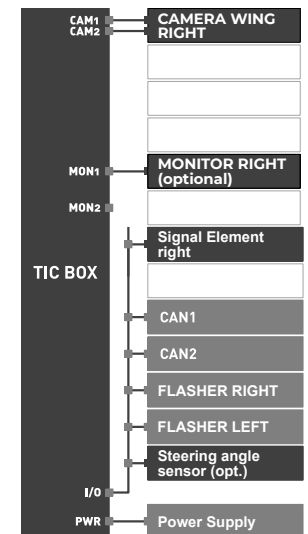 CAM1
CAM2
CAMERA WING
RIGHT
MON1
MONITOR RIGHT
(optional)
MON2
Signal Element
right
TIC BOX
CAN1
CAN2
FLASHER RIGHT
FLASHER LEFT
Steering angle
sensor (opt.)
I/O
PWR
Power Supply